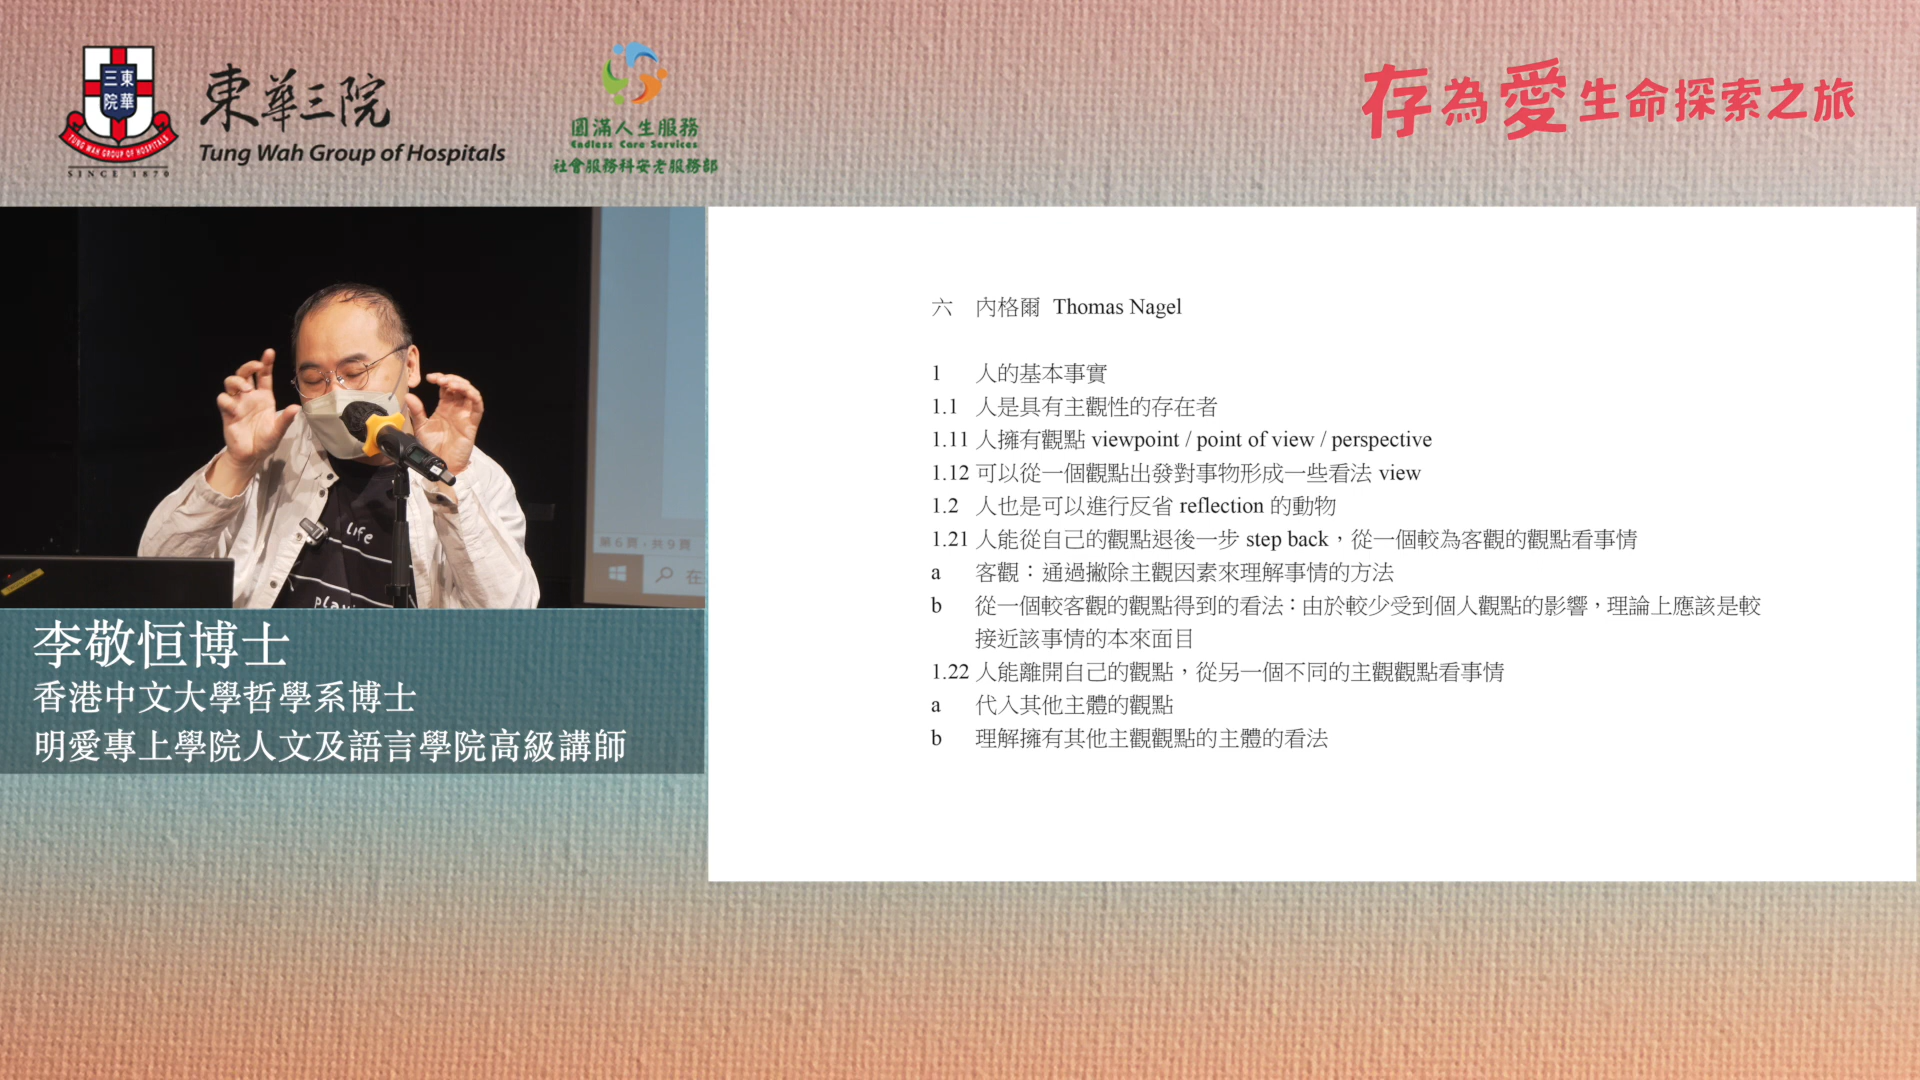 東華三院
TUNG WAH GROUP OF HOSPITALS
SINCE 1870
東華三院
Tung Wah Group of Hospitals
圓滿人生服務
Endless Care Services
社會服務科安老服務部
存為愛生命探索之旅
life
第6頁,共9頁
在
李敬恒博士
香港中文大學哲學系博士
明愛專上學院人文及語言學院高級講師
六 內格爾 Thomas Nagel
1 人的基本事實
1.1 人是具有主觀性的存在者
1.11 人擁有觀點 viewpoint / point of view / perspective
1.12 可以從一個觀點出發對事物形成一些看法 view
1.2 人也是可以進行反省 reflection 的動物
1.21 人能從自己的觀點退後一步 step back，從一個較為客觀的觀點看事情
a 客觀：通過撇除主觀因素來理解事情的方法
b 從一個較客觀的觀點得到的看法：由於較少受到個人觀點的影響，理論上應該是較
接近該事情的本來面目
1.22 人能離開自己的觀點，從另一個不同的主觀觀點看事情
a 代入其他主體的觀點
b 理解擁有其他主觀觀點的主體的看法